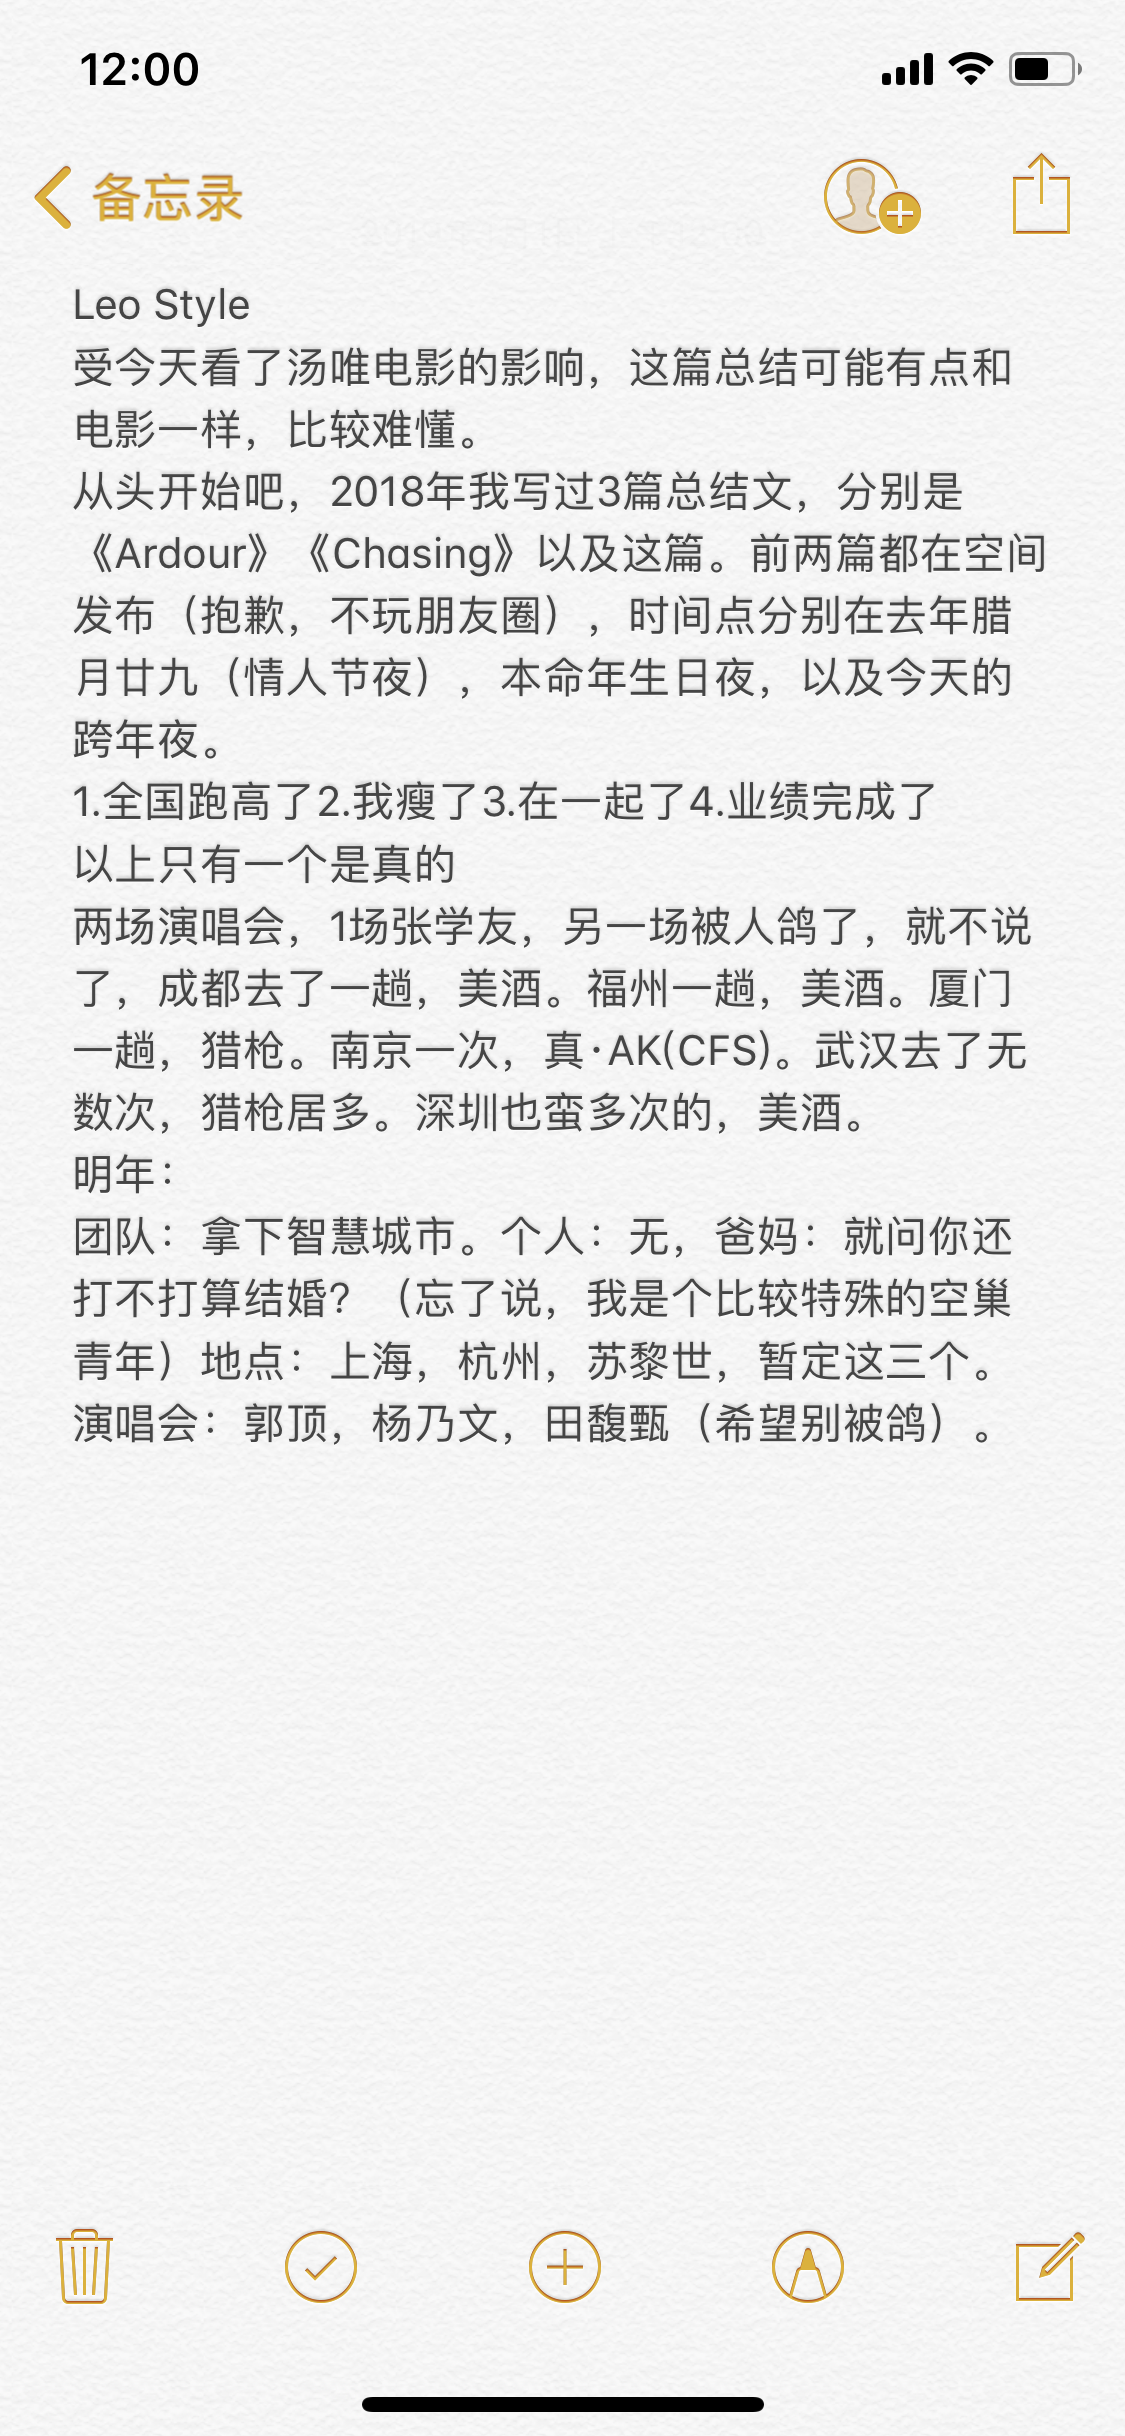 12:00
备忘录
Leo Style
受今天看了汤唯电影的影响，这篇总结可能有点和
电影一样，比较难懂。
从头开始吧，2018年我写过3篇总结文，分别是
《Ardour》《Chasing》以及这篇。前两篇都在空间
发布（抱歉，不玩朋友圈），时间点分别在去年腊
月廿九（情人节夜），本命年生日夜，以及今天的
跨年夜。
1.全国跑高了2.我瘦了3.在一起了4.业绩完成了
以上只有一个是真的
两场演唱会，1场张学友，另一场被人鸽了，就不说
了，成都去了一趟，美酒。福州一趟，美酒。厦门
一趟，猎枪。南京一次，真·AK(CFS)。武汉去了无
数次，猎枪居多。深圳也蛮多次的，美酒。
明年：
团队：拿下智慧城市。个人：无，爸妈：就问你还
打不打算结婚？（忘了说，我是个比较特殊的空巢
青年）地点：上海，杭州，苏黎世，暂定这三个。
演唱会：郭顶，杨乃文，田馥甄（希望别被鸽）。